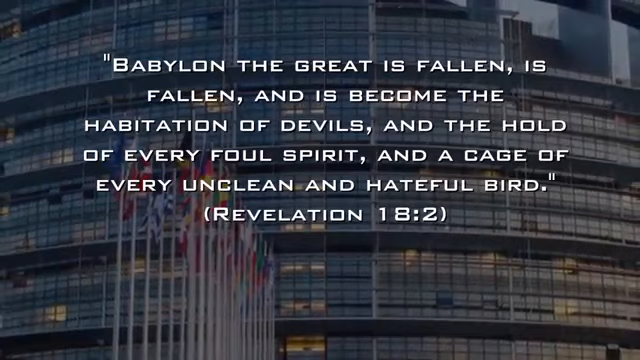 "Babylon the great is fallen, is
fallen, and is become the
habitation of devils, and the hold
of every foul spirit, and a cage of
every unclean and hateful bird."
(Revelation 18:2)